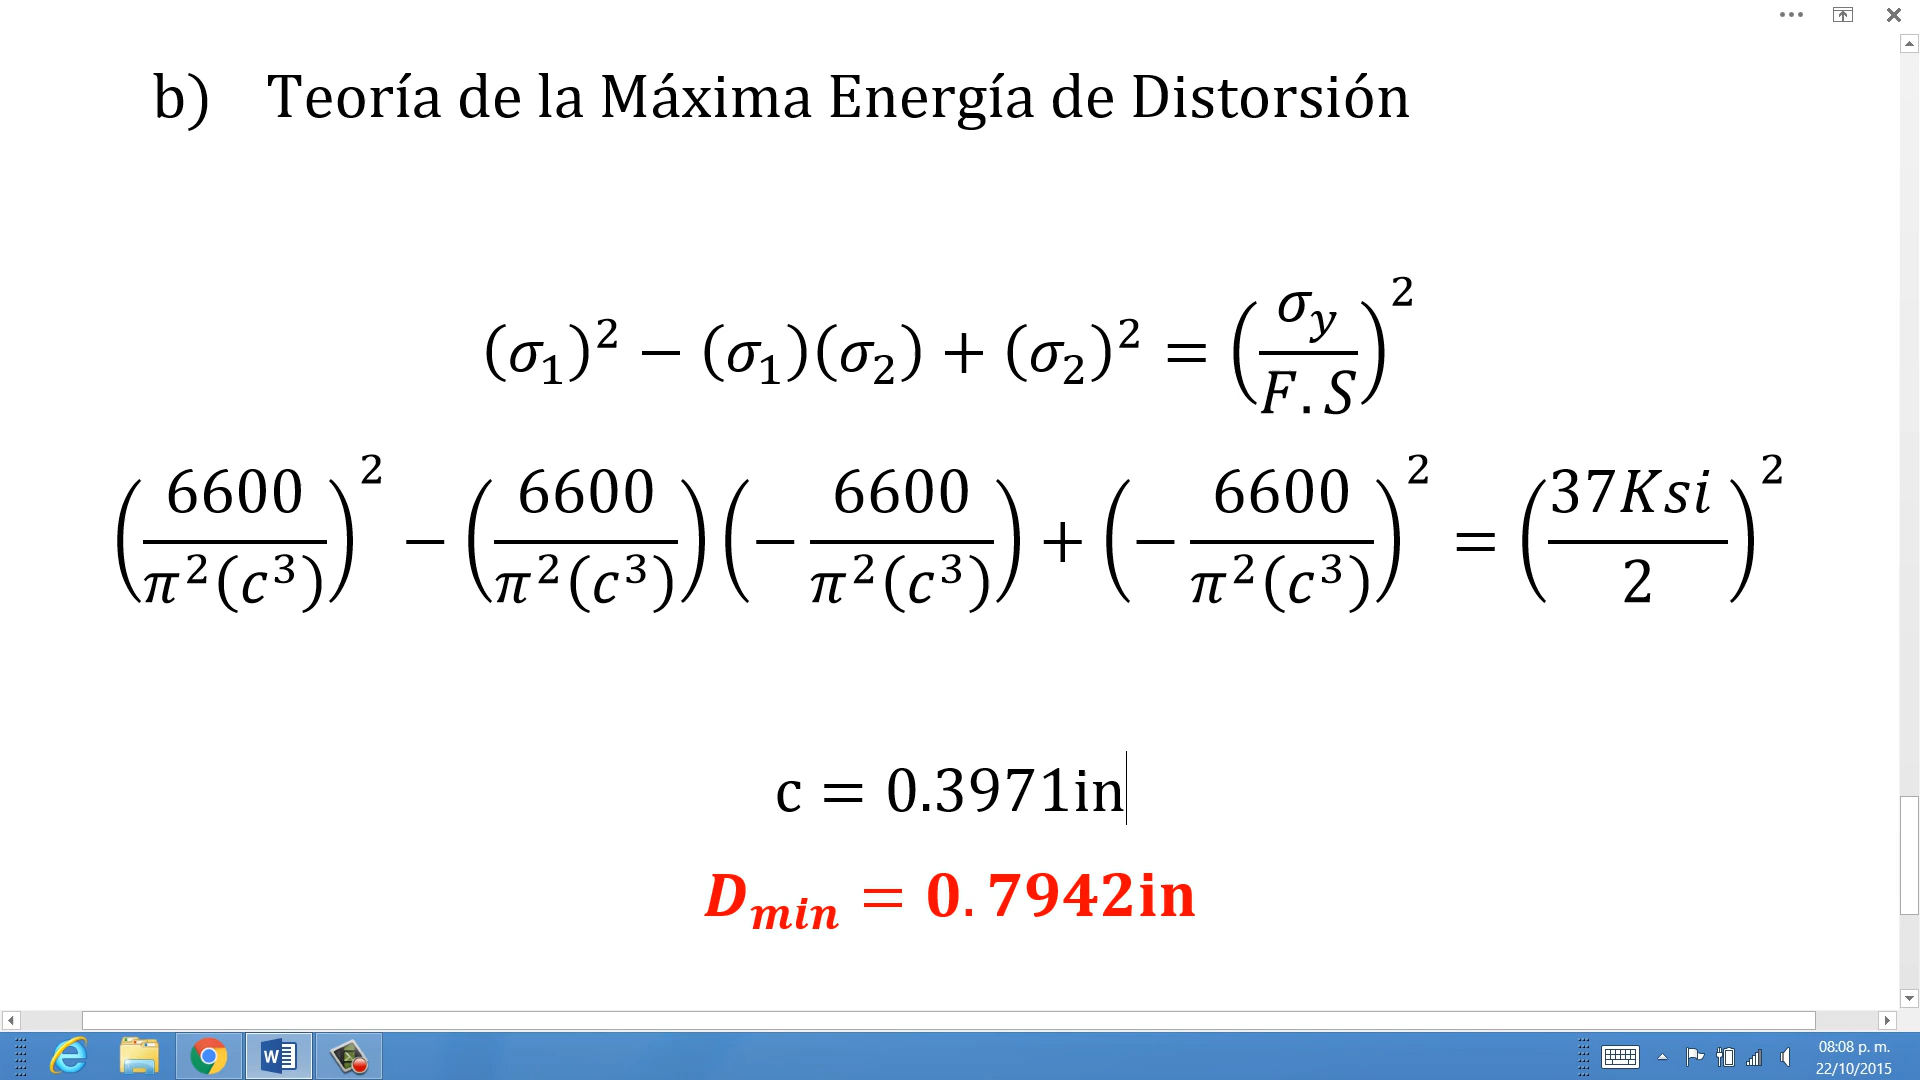 b) Teoría de la Máxima Energía de Distorsión
(σ₁)² − (σ₁)(σ₂) + (σ₂)² = (σy/F.S)²
(6600/π²(c³))² − (6600/π²(c³))(− 6600/π²(c³)) + (− 6600/π²(c³))² = (37Ksi/2)²
c = 0.3971in
Dmin = 0.7942in
08:08 p. m.
22/10/2015